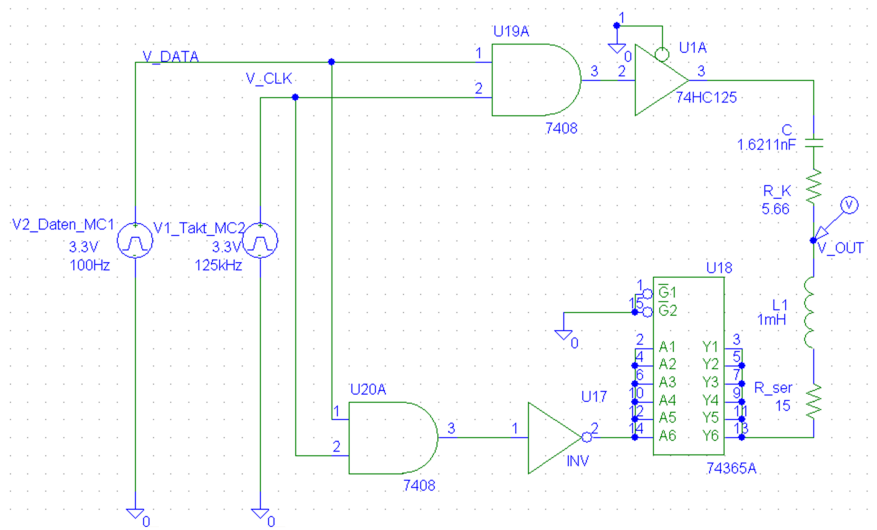 V_DATA
V_CLK
U19A
1
2
3
7408
1
0
U1A
2
3
74HC125
C
1.6211nF
R_K
5.66
V
V_OUT
L1
1mH
R_ser
15
V2_Daten_MC1
3.3V
100Hz
V1_Takt_MC2
3.3V
125kHz
0
0
U20A
1
2
3
7408
U17
1
2
INV
0
U18
1 G1
15 G2
2 A1 Y1 3
4 A2 Y2 5
6 A3 Y3 7
10 A4 Y4 9
12 A5 Y5 11
14 A6 Y6 13
74365A